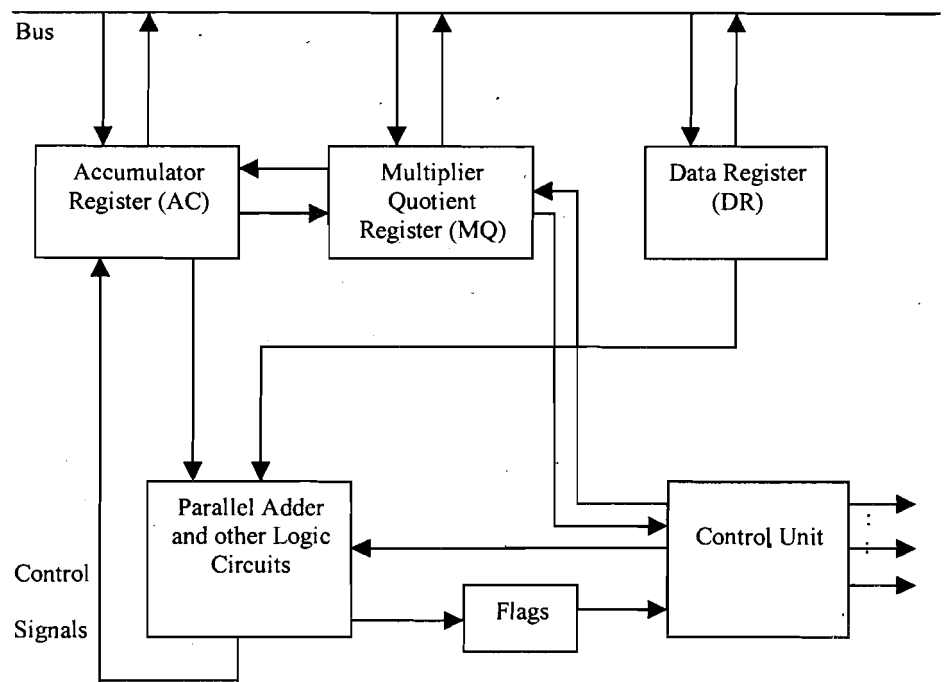 Bus
Accumulator
Register (AC)
Multiplier
Quotient
Register (MQ)
Data Register
(DR)
Parallel Adder
and other Logic
Circuits
Control Unit
Flags
Control
Signals